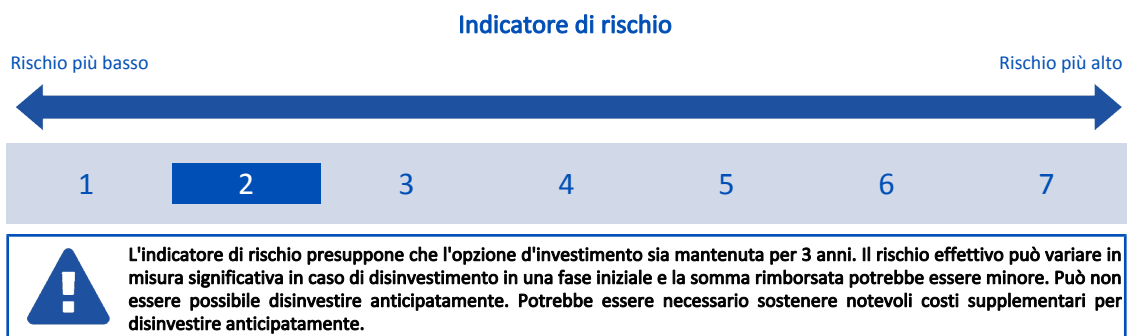 Indicatore di rischio
Rischio più basso Rischio più alto
1 2 3 4 5 6 7
L'indicatore di rischio presuppone che l'opzione d'investimento sia mantenuta per 3 anni. Il rischio effettivo può variare in
misura significativa in caso di disinvestimento in una fase iniziale e la somma rimborsata potrebbe essere minore. Può non
essere possibile disinvestire anticipatamente. Potrebbe essere necessario sostenere notevoli costi supplementari per
disinvestire anticipatamente.